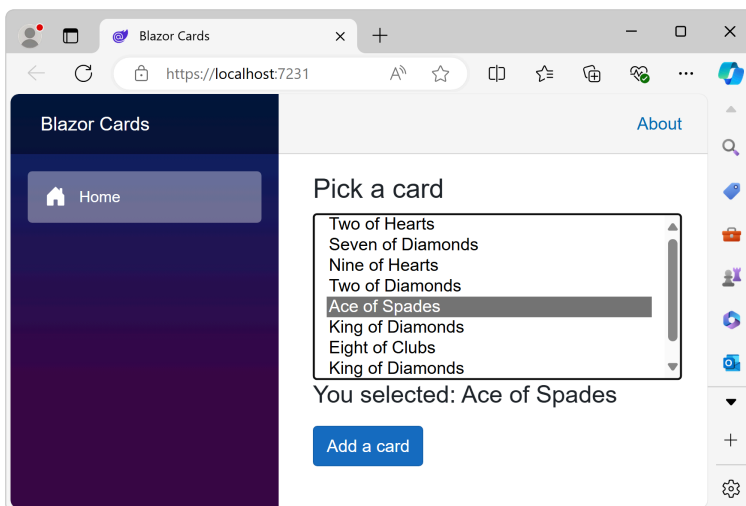 Blazor Cards
https://localhost:7231
Blazor Cards
About
Home
Pick a card
Two of Hearts
Seven of Diamonds
Nine of Hearts
Two of Diamonds
Ace of Spades
King of Diamonds
Eight of Clubs
King of Diamonds
You selected: Ace of Spades
Add a card